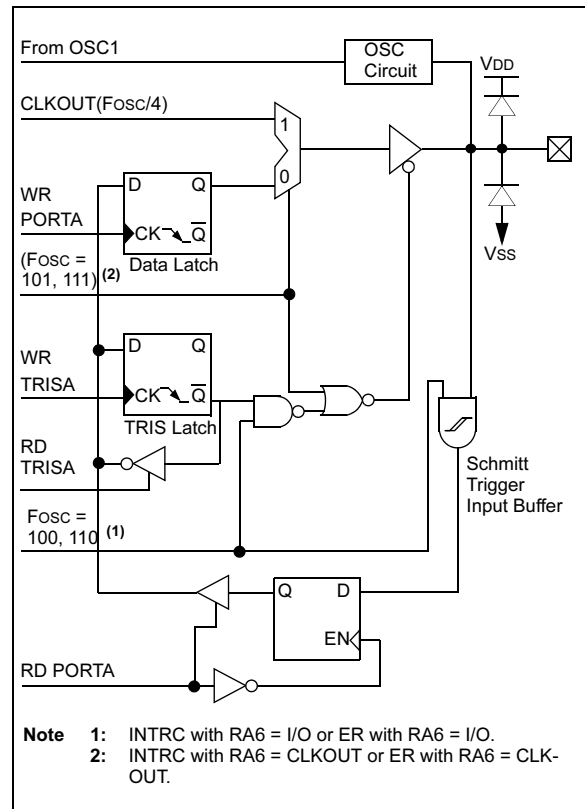 From OSC1
OSC
Circuit
VDD
CLKOUT(FOSC/4)
1
0
WR
PORTA
D
Q
CK
Q̅
Data Latch
VSS
(FOSC =
101, 111) (2)
WR
TRISA
D
Q
CK
Q̅
TRIS Latch
RD
TRISA
Schmitt
Trigger
Input Buffer
FOSC =
100, 110 (1)
Q
D
EN
RD PORTA
Note 1: INTRC with RA6 = I/O or ER with RA6 = I/O.
2: INTRC with RA6 = CLKOUT or ER with RA6 = CLK-
OUT.